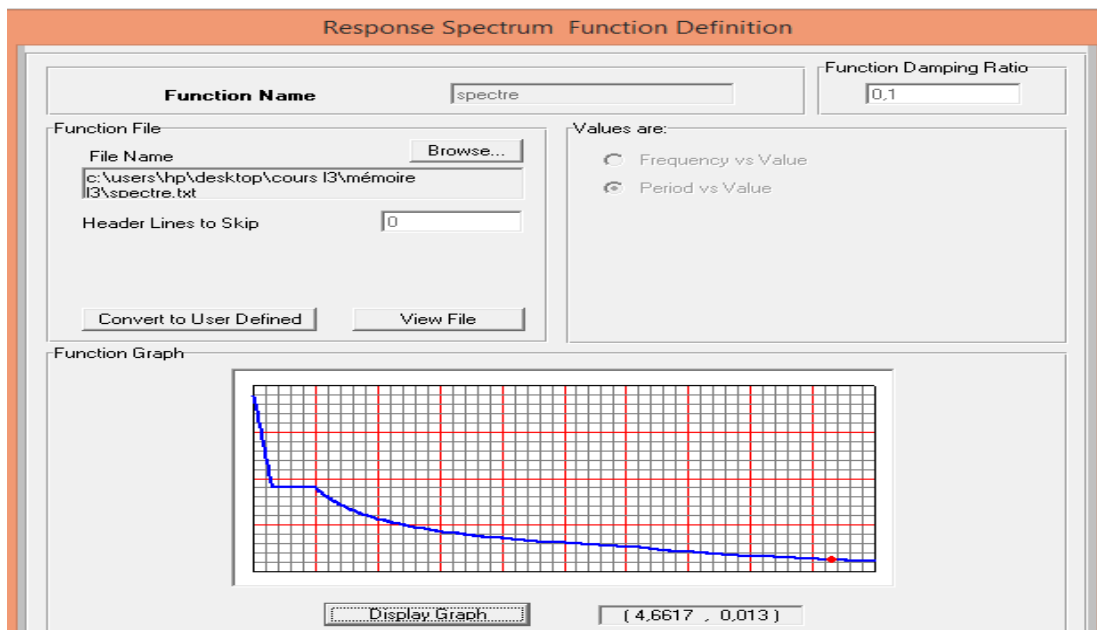 Response Spectrum Function Definition
Function Name
spectre
Function Damping Ratio
0,1
Function File
File Name
Browse...
c:\users\hp\desktop\cours l3\mémoire
l3\spectre.txt
Header Lines to Skip
0
Convert to User Defined
View File
Values are:
Frequency vs Value
Period vs Value
Function Graph
Display Graph
( 4,6617 , 0,013 )